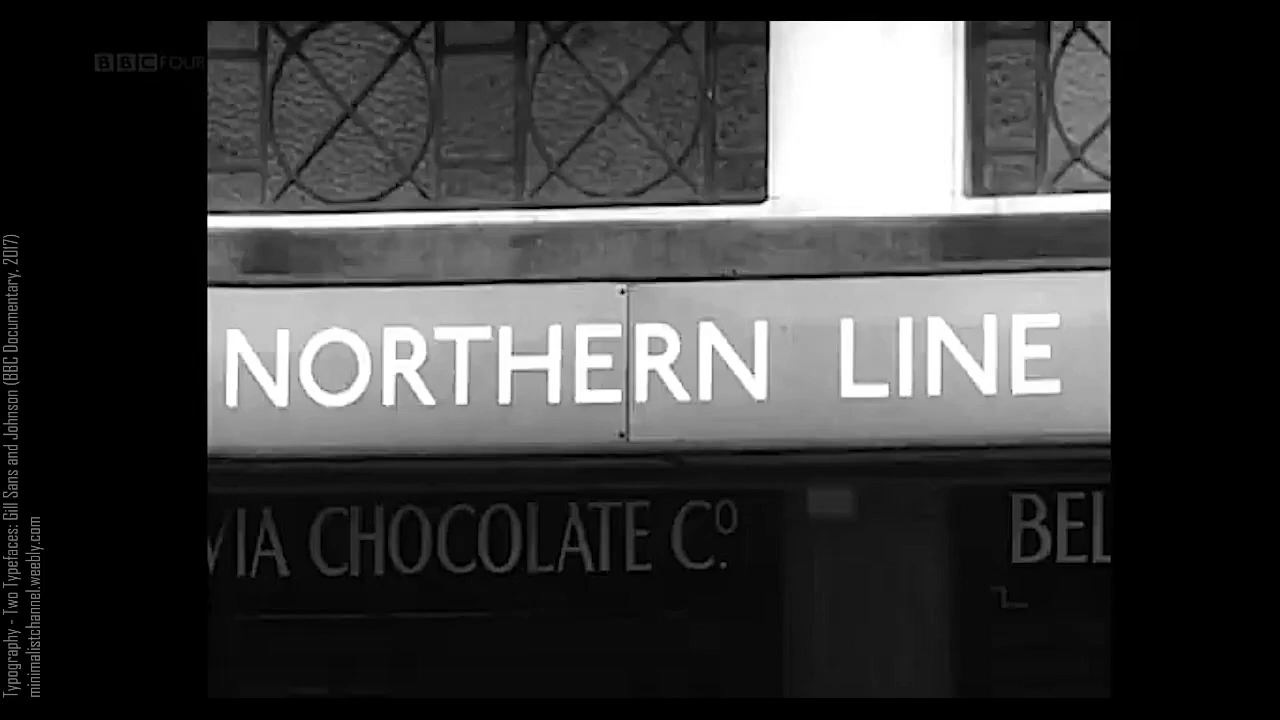 BBC FOUR
NORTHERN LINE
VIA CHOCOLATE Cº.
BEL
Typography - Two Typefaces: Gill Sans and Johnson (BBC Documentary, 2017)
minimalistchannel.weebly.com